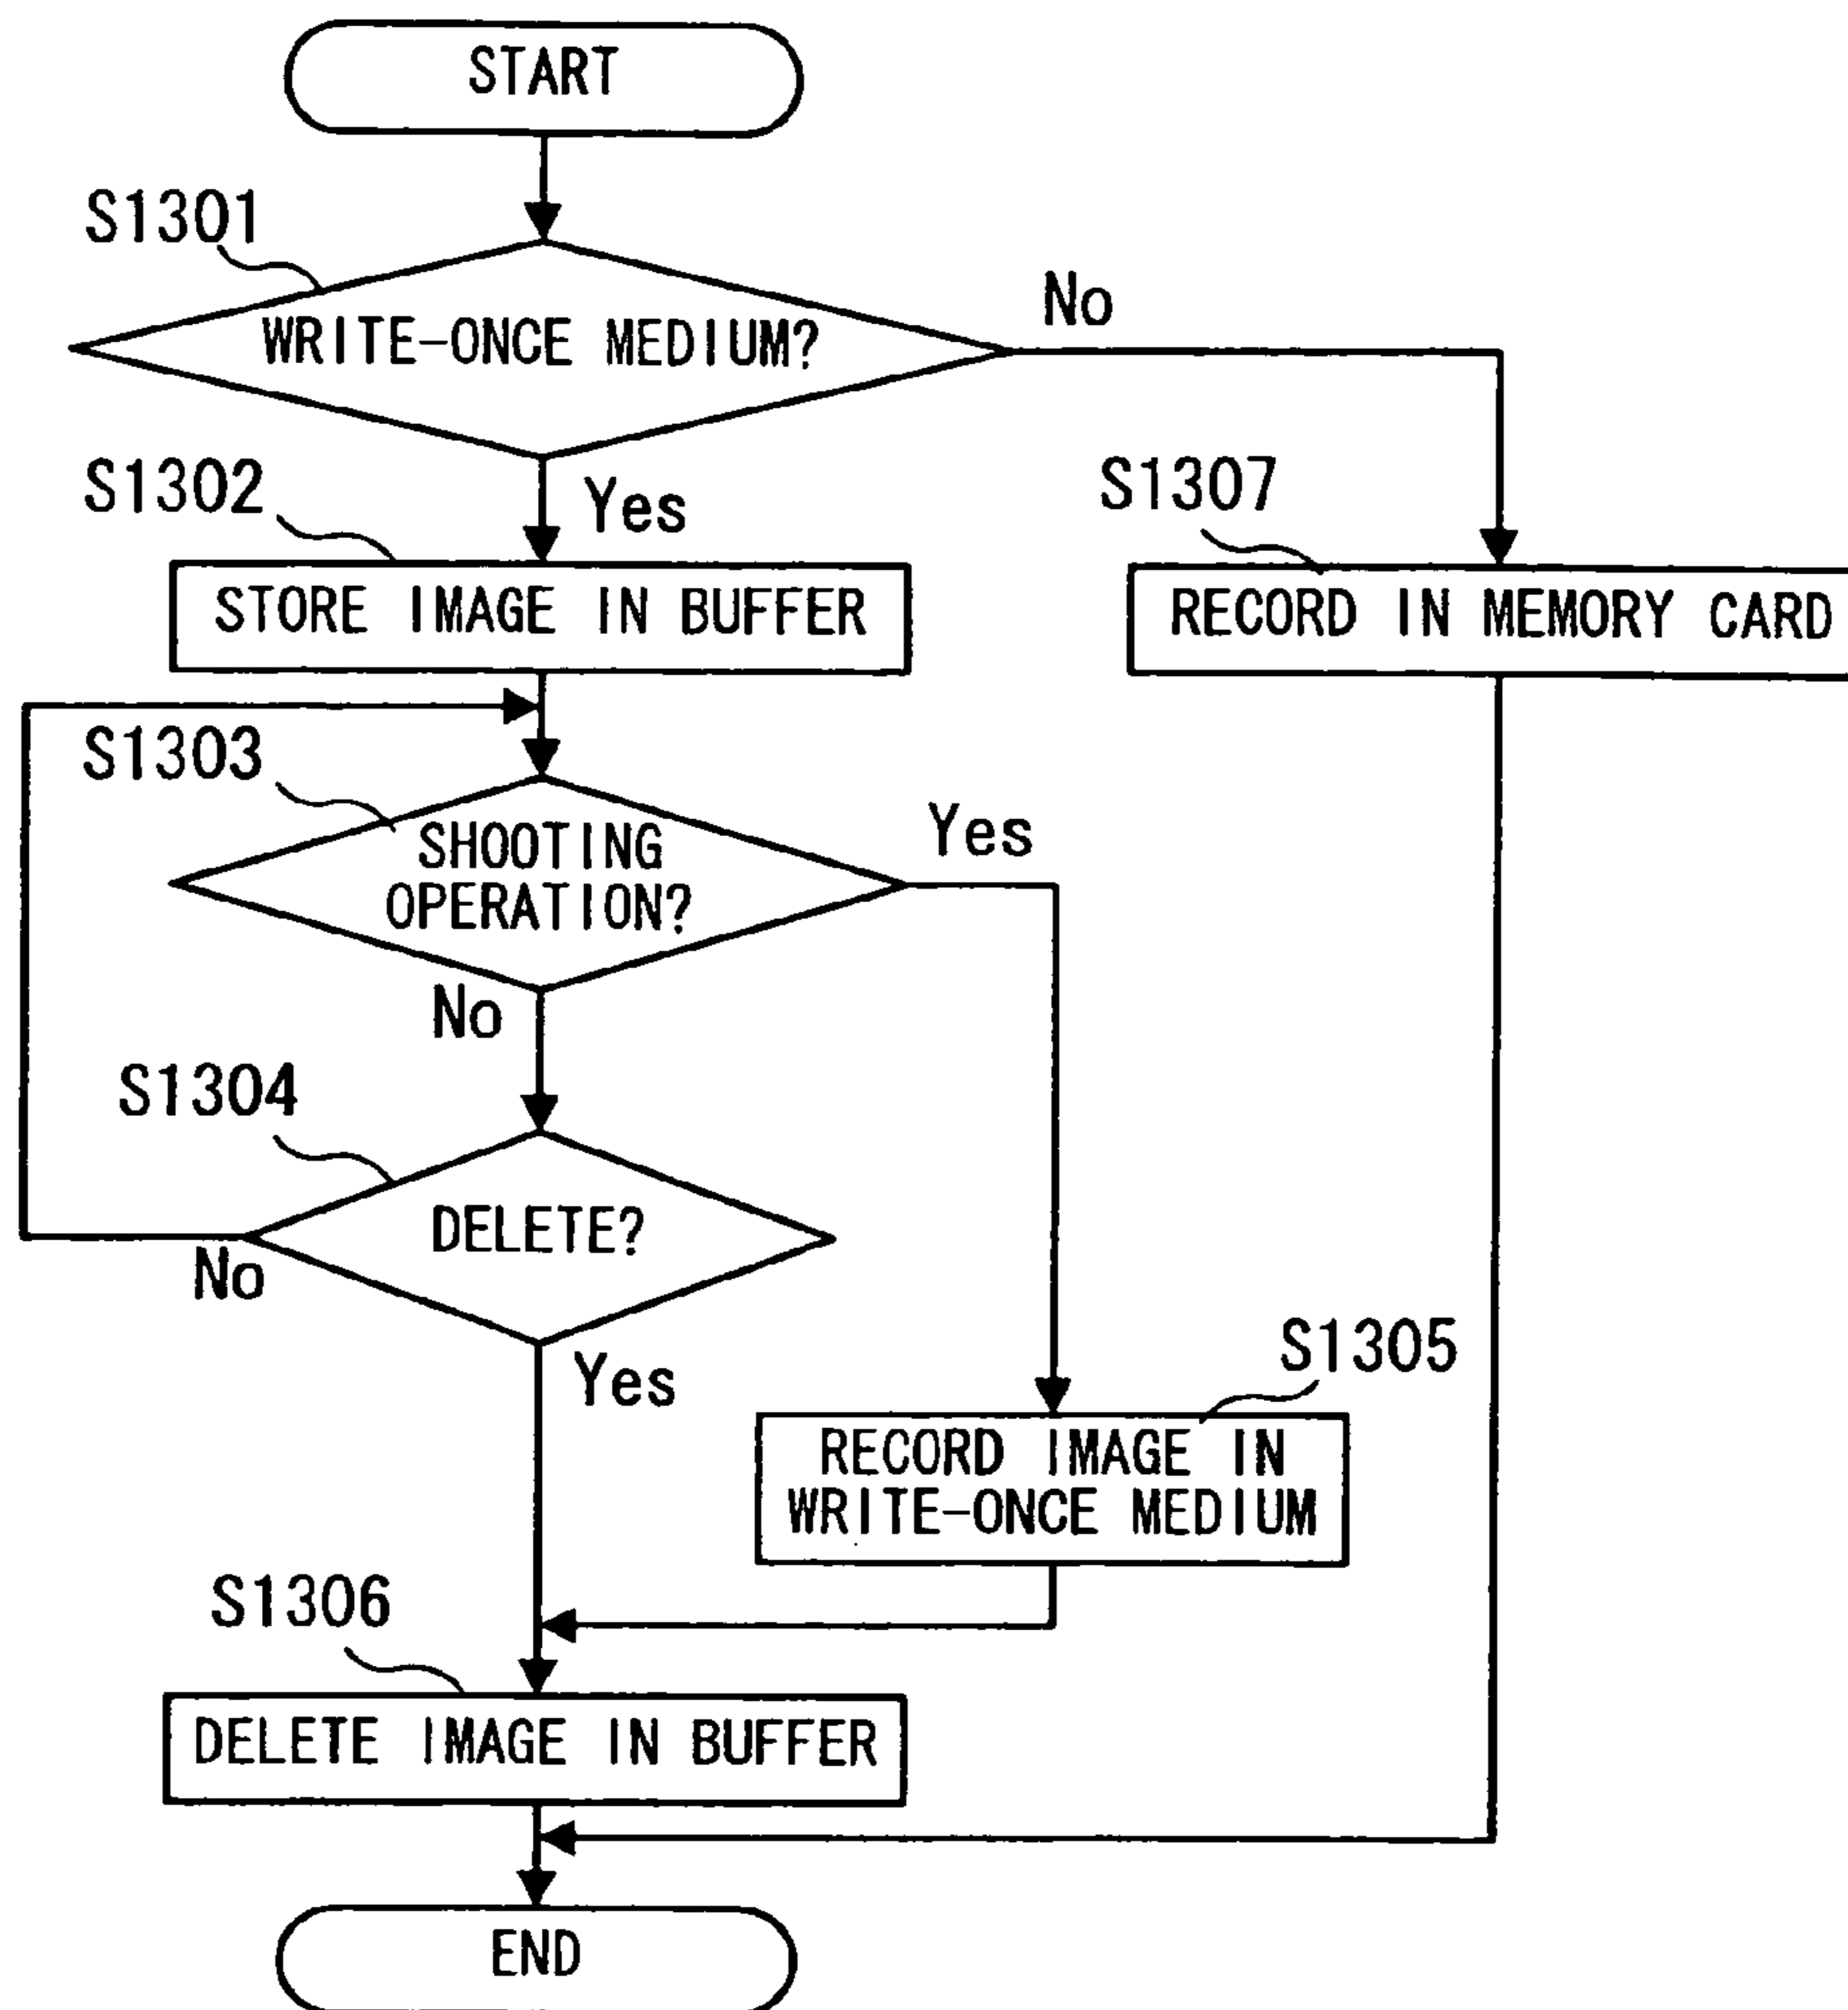 START
S1301
WRITE-ONCE MEDIUM?
No
S1302
Yes
S1307
STORE IMAGE IN BUFFER
RECORD IN MEMORY CARD
S1303
SHOOTING
OPERATION?
Yes
No
S1304
DELETE?
No
Yes
S1305
RECORD IMAGE IN
WRITE-ONCE MEDIUM
S1306
DELETE IMAGE IN BUFFER
END